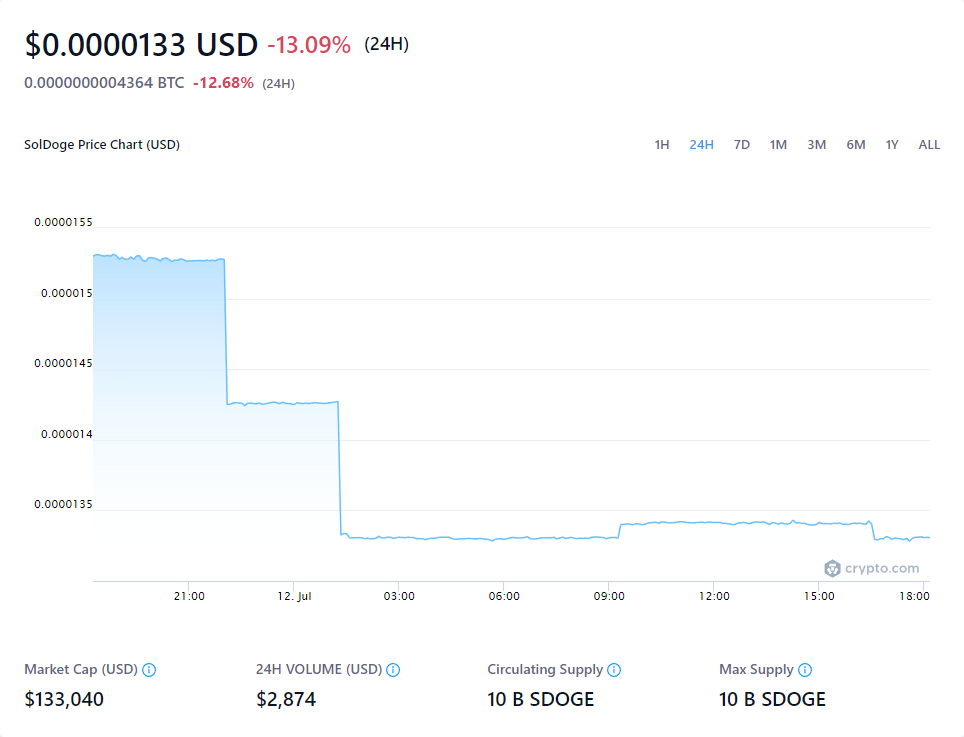 $0.0000133 USD -13.09% (24H)
0.0000000004364 BTC -12.68% (24H)
SolDoge Price Chart (USD) 1H 24H 7D 1M 3M 6M 1Y ALL
0.0000155
0.000015
0.0000145
0.000014
0.0000135
crypto.com
21:00 12. Jul 03:00 06:00 09:00 12:00 15:00 18:00
Market Cap (USD) 24H VOLUME (USD) Circulating Supply Max Supply
$133,040 $2,874 10 B SDOGE 10 B SDOGE